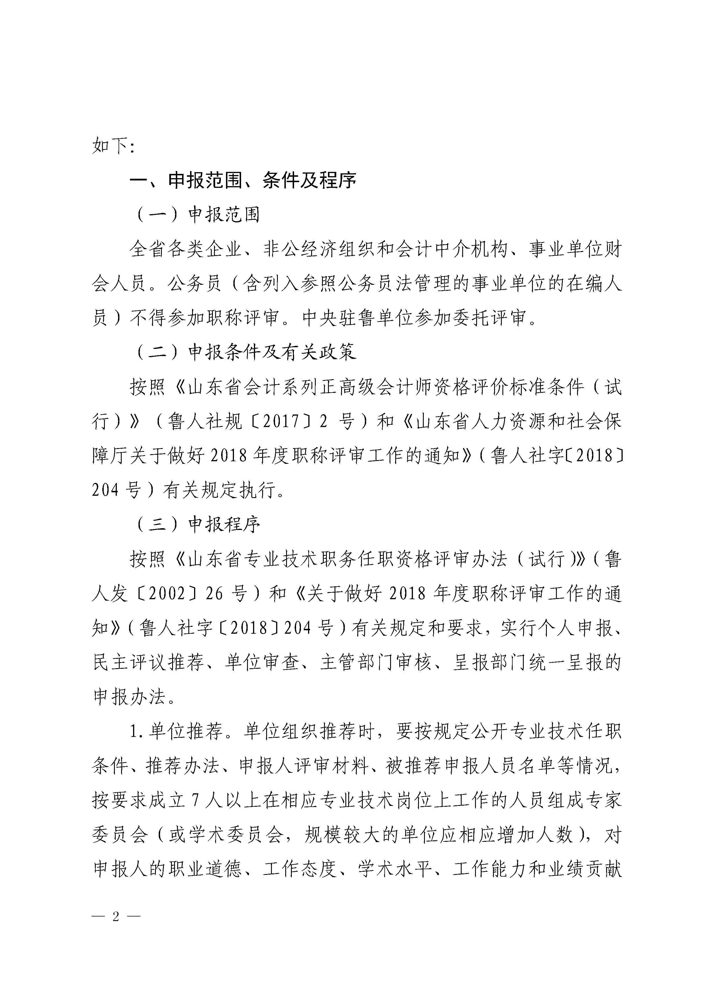 如下：
一、申报范围、条件及程序
（一）申报范围
全省各类企业、非公经济组织和会计中介机构、事业单位财
会人员。公务员（含列入参照公务员法管理的事业单位的在编人
员）不得参加职称评审。中央驻鲁单位参加委托评审。
（二）申报条件及有关政策
按照《山东省会计系列正高级会计师资格评价标准条件（试
行）》（鲁人社规〔2017〕2 号）和《山东省人力资源和社会保
障厅关于做好 2018 年度职称评审工作的通知》（鲁人社字〔2018〕
204 号）有关规定执行。
（三）申报程序
按照《山东省专业技术职务任职资格评审办法（试行）》（鲁
人发〔2002〕26 号）和《关于做好 2018 年度职称评审工作的通
知》（鲁人社字〔2018〕204 号）有关规定和要求，实行个人申报、
民主评议推荐、单位审查、主管部门审核、呈报部门统一呈报的
申报办法。
1. 单位推荐。单位组织推荐时，要按规定公开专业技术任职
条件、推荐办法、申报人评审材料、被推荐申报人员名单等情况，
按要求成立 7 人以上在相应专业技术岗位上工作的人员组成专家
委员会（或学术委员会，规模较大的单位应相应增加人数），对
申报人的职业道德、工作态度、学术水平、工作能力和业绩贡献
— 2 —